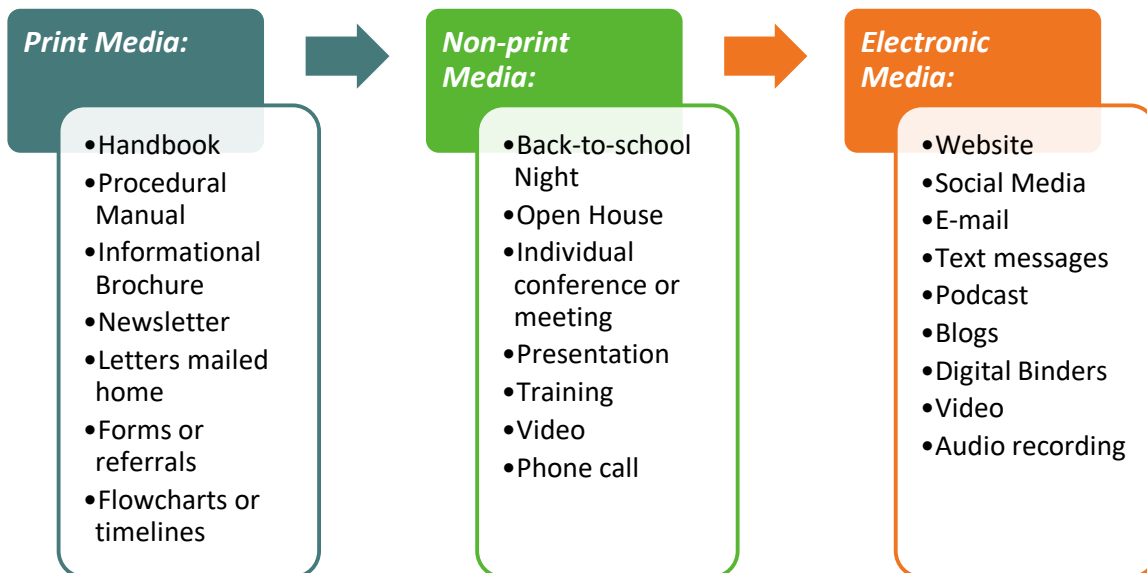 Print Media:
•Handbook
•Procedural
Manual
•Informational
Brochure
•Newsletter
•Letters mailed
home
•Forms or
referrals
•Flowcharts or
timelines
Non-print
Media:
•Back-to-school
Night
•Open House
•Individual
conference or
meeting
•Presentation
•Training
•Video
•Phone call
Electronic
Media:
•Website
•Social Media
•E-mail
•Text messages
•Podcast
•Blogs
•Digital Binders
•Video
•Audio recording